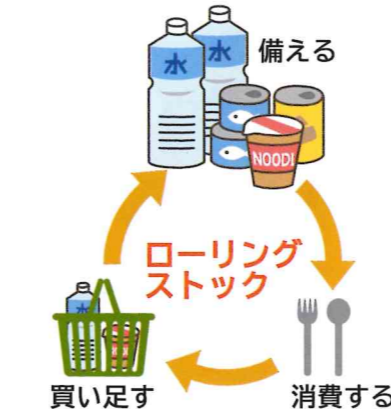 水
水
備える
NOODL
ローリング
ストック
水
買い足す
消費する